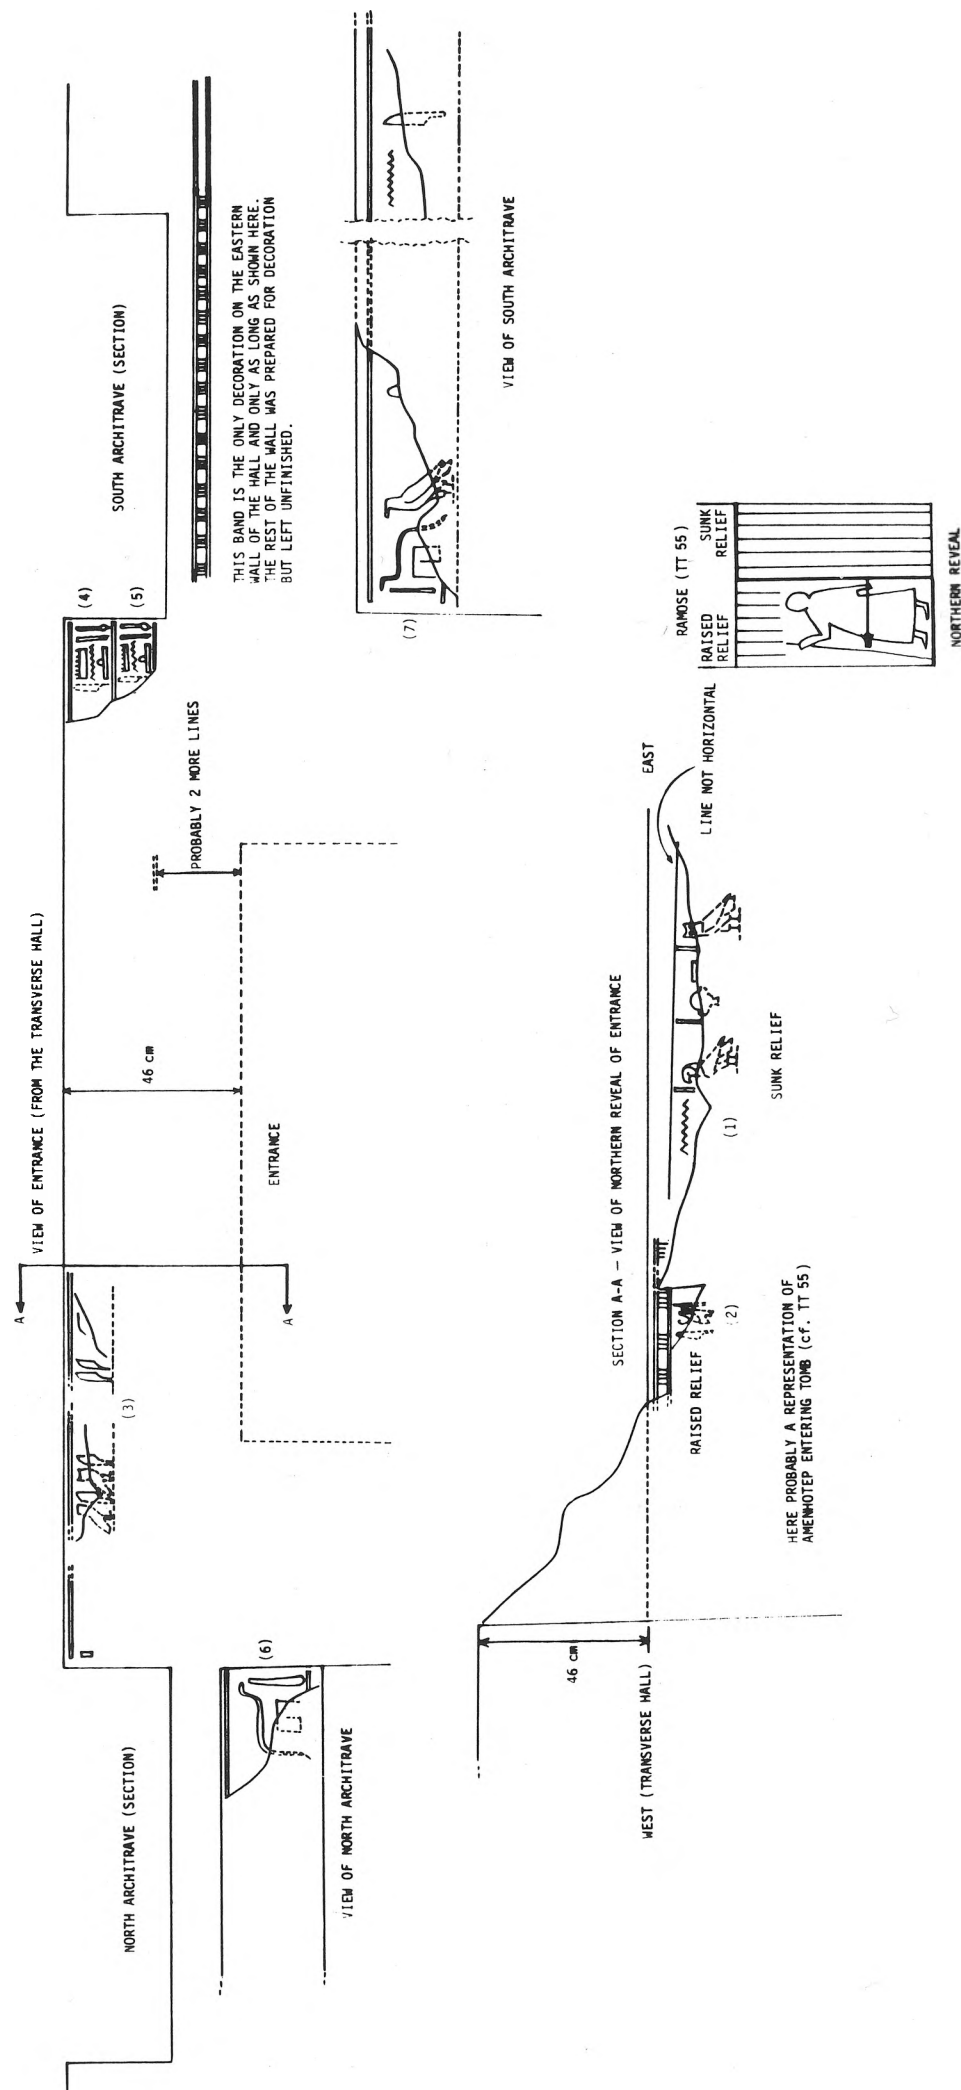 VIEW OF ENTRANCE (FROM THE TRANSVERSE HALL)
A
A
46 cm
ENTRANCE
PROBABLY 2 MORE LINES
(3)
(4)
(5)
NORTH ARCHITRAVE (SECTION)
SOUTH ARCHITRAVE (SECTION)
THIS BAND IS THE ONLY DECORATION ON THE EASTERN
WALL OF THE HALL AND ONLY AS LONG AS SHOWN HERE.
THE REST OF THE WALL WAS PREPARED FOR DECORATION
BUT LEFT UNFINISHED.
(6)
VIEW OF NORTH ARCHITRAVE
(7)
VIEW OF SOUTH ARCHITRAVE
SECTION A-A — VIEW OF NORTHERN REVEAL OF ENTRANCE
46 cm
WEST (TRANSVERSE HALL)
EAST
LINE NOT HORIZONTAL
RAISED RELIEF
(2)
(1)
SUNK RELIEF
HERE PROBABLY A REPRESENTATION OF
AMENHOTEP ENTERING TOMB (cf. TT 55)
RAMOSE (TT 55)
RAISED
RELIEF
SUNK
RELIEF
NORTHERN REVEAL